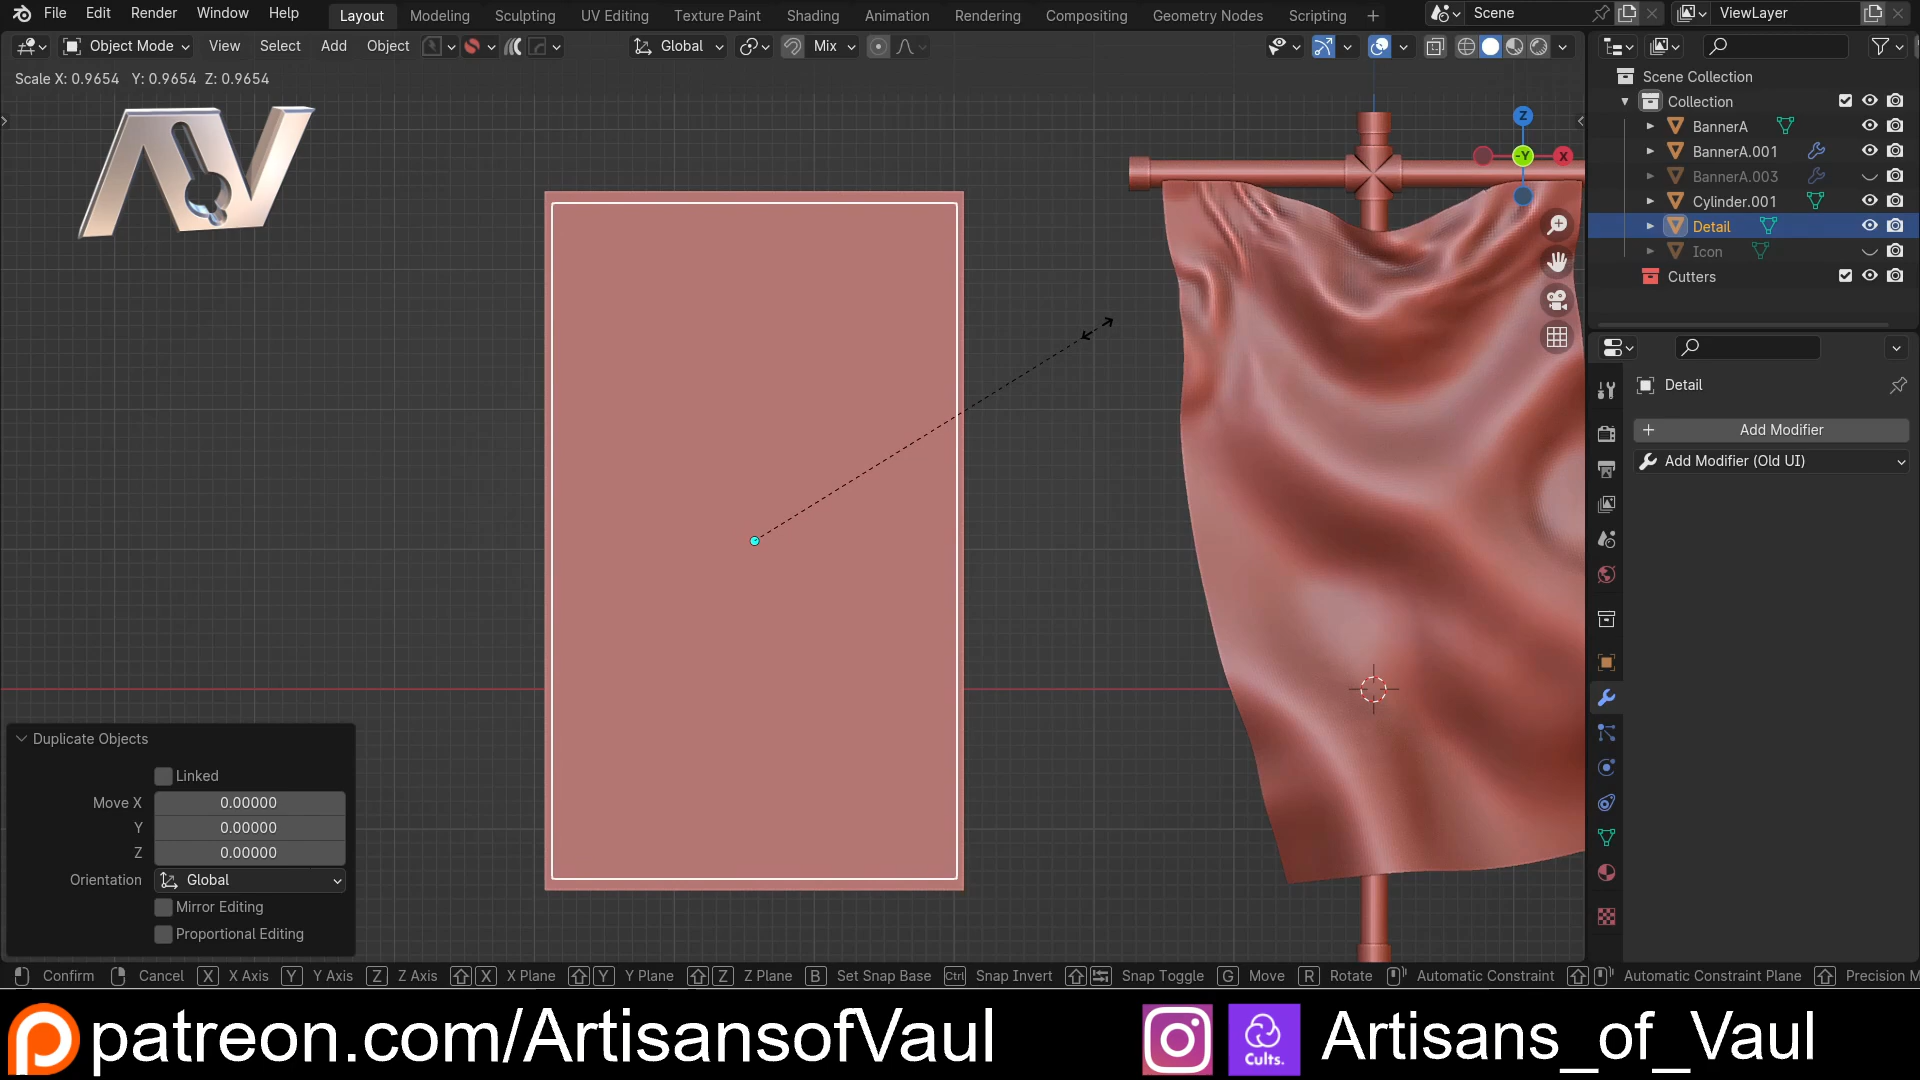 File Edit Render Window Help Layout Modeling Sculpting UV Editing Texture Paint Shading Animation Rendering Compositing Geometry Nodes Scripting + Scene ViewLayer
Object Mode View Select Add Object Global Mix
Scale X: 0.9654 Y: 0.9654 Z: 0.9654
Scene Collection
Collection
BannerA
BannerA.001
BannerA.003
Cylinder.001
Detail
Icon
Cutters
Z
-Y
X
Detail
+ Add Modifier
Add Modifier (Old UI)
Duplicate Objects
Linked
Move X 0.00000
Y 0.00000
Z 0.00000
Orientation Global
Mirror Editing
Proportional Editing
Confirm Cancel X X Axis Y Y Axis Z Z Axis X X Plane Y Y Plane Z Z Plane B Set Snap Base Ctrl Snap Invert Snap Toggle G Move R Rotate Automatic Constraint Automatic Constraint Plane Precision M
patreon.com/ArtisansofVaul
Cults.
Artisans_of_Vaul